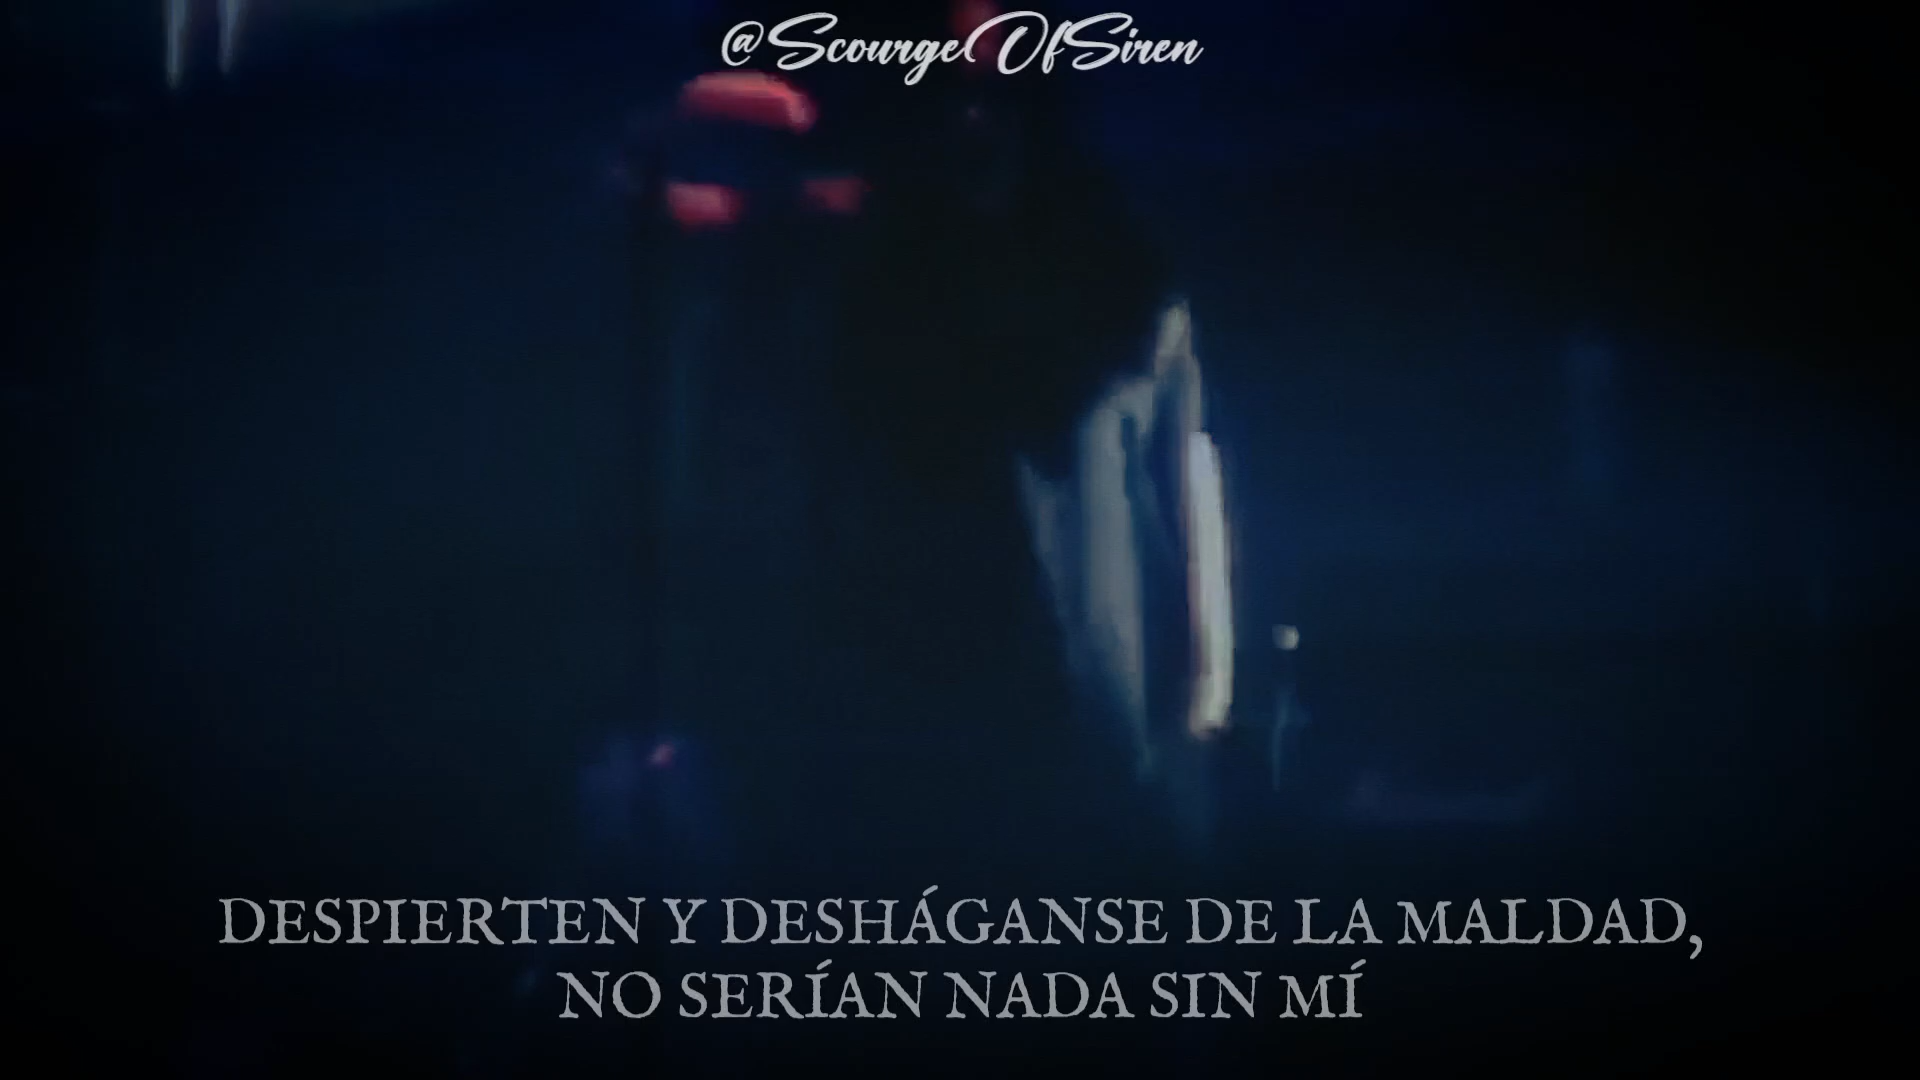 @ScourgeOfSiren
DESPIERTEN Y DESHÁGANSE DE LA MALDAD,
NO SERÍAN NADA SIN MÍ